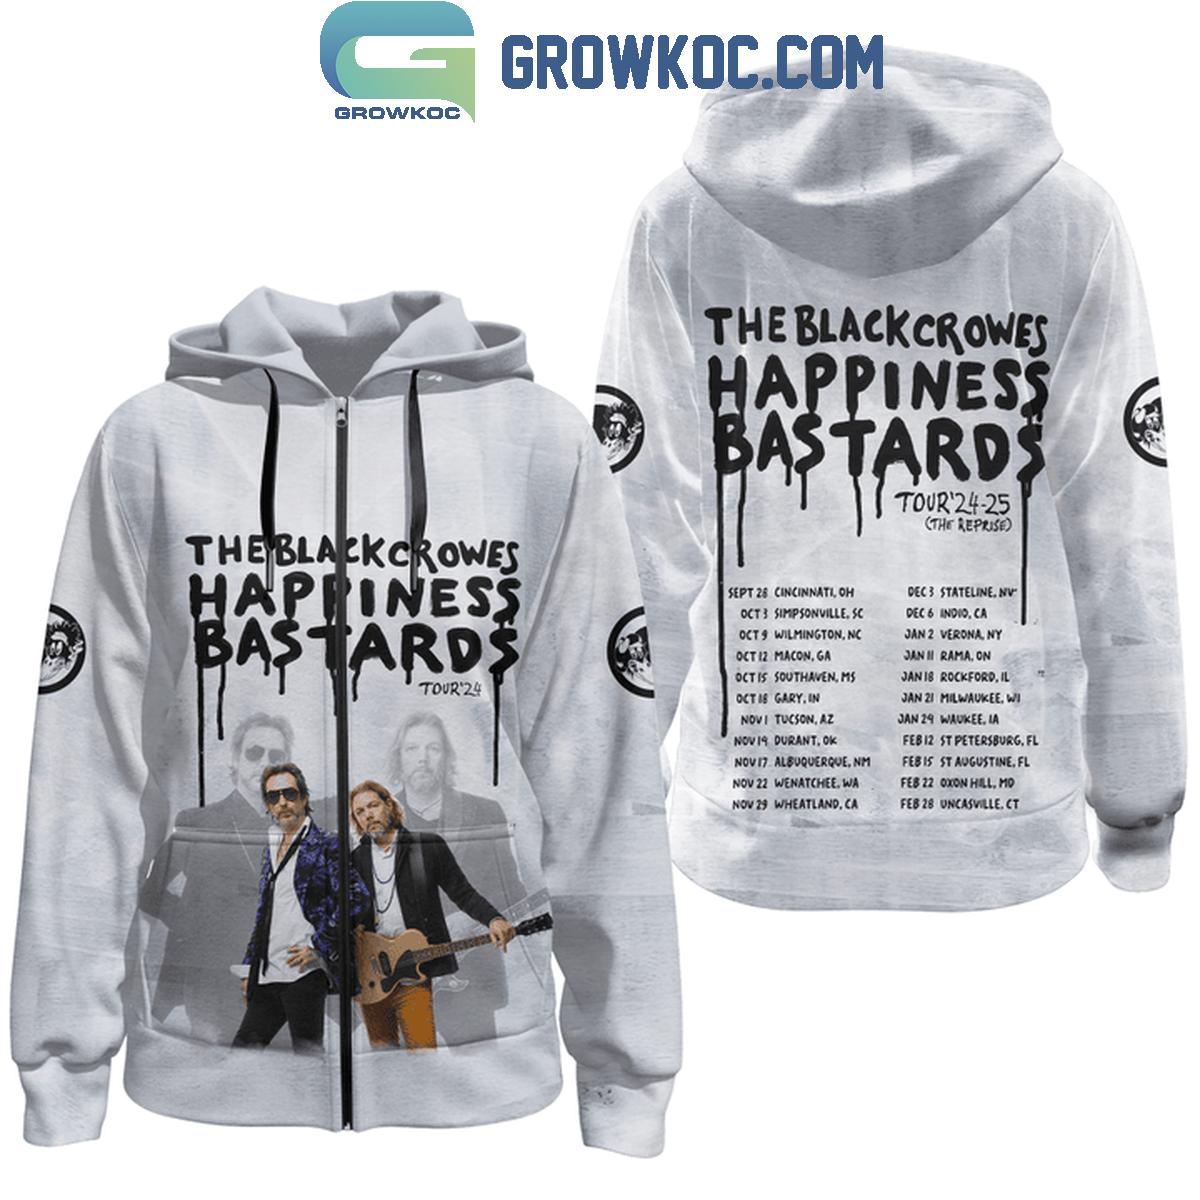 GROWKOC
GROWKOC.COM
THE BLACK CROWES
HAPPINESS
BASTARDS
TOUR'24
THE BLACK CROWES
HAPPINESS
BASTARDS
TOUR'24-25
(THE REPRISE)
SEPT 28 CINCINNATI, OH
OCT 3 SIMPSONVILLE, SC
OCT 9 WILMINGTON, NC
OCT 12 MACON, GA
OCT 15 SOUTHAVEN, MS
OCT 18 GARY, IN
NOV 1 TUCSON, AZ
NOV 14 DURANT, OK
NOV 17 ALBUQUERQUE, NM
NOV 22 WENATCHEE, WA
NOV 29 WHEATLAND, CA
DEC 3 STATELINE, NV
DEC 6 INDIO, CA
JAN 2 VERONA, NY
JAN 11 RAMA, ON
JAN 18 ROCKFORD, IL
JAN 21 MILWAUKEE, WI
JAN 24 WAUKEE, IA
FEB 12 ST PETERSBURG, FL
FEB 15 ST AUGUSTINE, FL
FEB 22 OXON HILL, MD
FEB 28 UNCASVILLE, CT